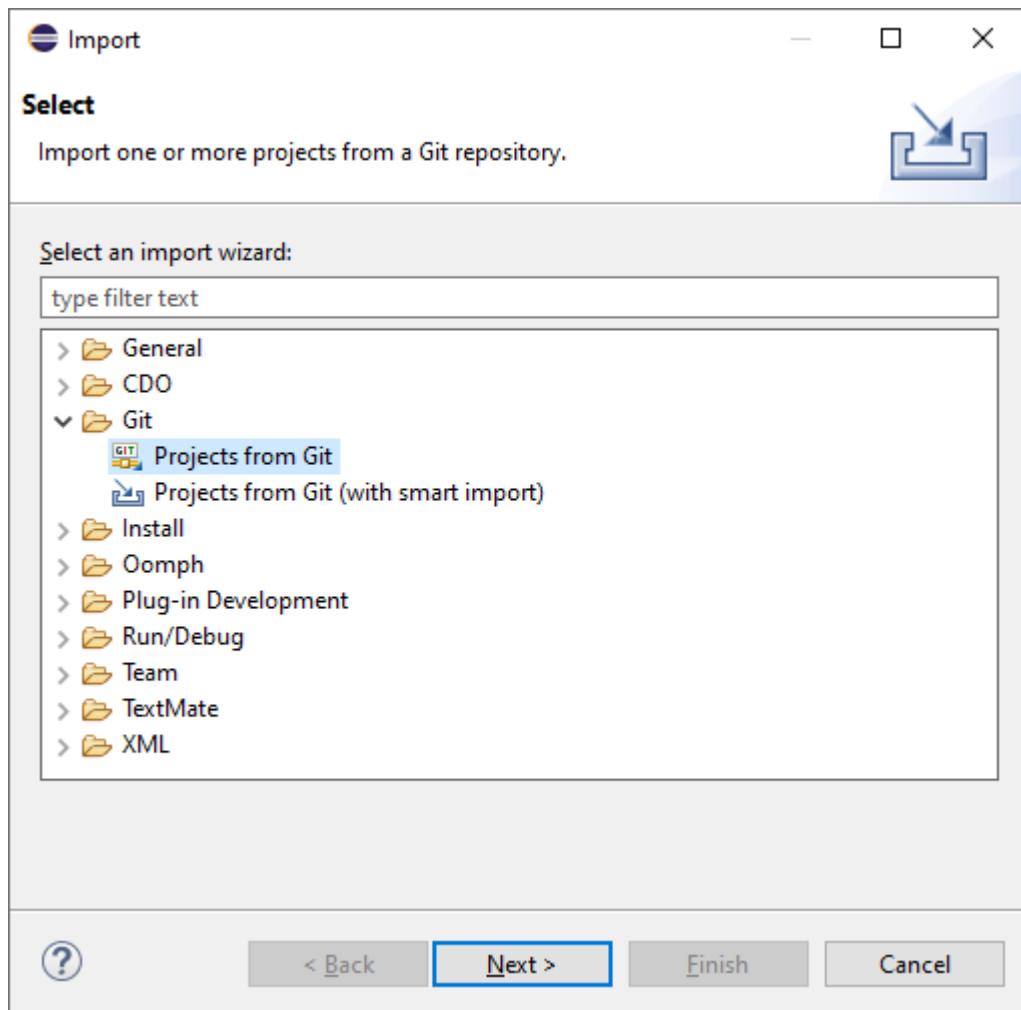 Import
Select
Import one or more projects from a Git repository.
Select an import wizard:
type filter text
General
CDO
Git
GIT
Projects from Git
Projects from Git (with smart import)
Install
Oomph
Plug-in Development
Run/Debug
Team
TextMate
XML
?
< Back
Next >
Finish
Cancel